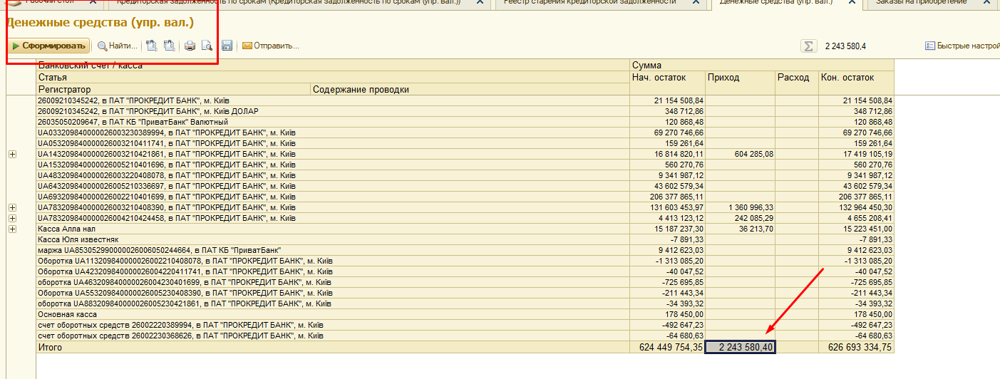 Рабочий стол Кредиторская задолженность по срокам (Кредиторская задолженность по срокам (упр. вал.)) Реестр старения кредиторской задолженности Денежные средства (упр. вал.) Заказы на приобретение
Денежные средства (упр. вал.)
Сформировать Найти... Отправить... Σ 2 243 580,4 Быстрые настрой
Банковский счет / касса Сумма
Статья Нач. остаток Приход Расход Кон. остаток
Регистратор Содержание проводки
26009210345242, в ПАТ "ПРОКРЕДИТ БАНК", м. Київ 21 154 508,84 21 154 508,84
26009210345242, в ПАТ "ПРОКРЕДИТ БАНК", м. Київ ДОЛАР 348 712,86 348 712,86
26035050209647, в ПАТ КБ "ПриватБанк" Валютный 120 868,48 120 868,48
UA033209840000026003230389994, в ПАТ "ПРОКРЕДИТ БАНК", м. Київ 69 270 746,66 69 270 746,66
UA053209840000026003210411741, в ПАТ "ПРОКРЕДИТ БАНК", м. Київ 159 261,64 159 261,64
UA143209840000026003210421861, в ПАТ "ПРОКРЕДИТ БАНК", м. Київ 16 814 820,11 604 285,08 17 419 105,19
UA153209840000026005210401696, в ПАТ "ПРОКРЕДИТ БАНК", м. Київ 560 270,76 560 270,76
UA483209840000026003220408078, в ПАТ "ПРОКРЕДИТ БАНК", м. Київ 9 341 987,12 9 341 987,12
UA643209840000026005210336697, в ПАТ "ПРОКРЕДИТ БАНК", м. Київ 43 602 579,34 43 602 579,34
UA693209840000026002210401699, в ПАТ "ПРОКРЕДИТ БАНК", м. Київ 206 377 865,11 206 377 865,11
UA783209840000026003210408390, в ПАТ "ПРОКРЕДИТ БАНК", м. Київ 131 603 453,97 1 360 996,33 132 964 450,30
UA783209840000026004210424458, в ПАТ "ПРОКРЕДИТ БАНК", м. Київ 4 413 123,12 242 085,29 4 655 208,41
Касса Алла нал 15 187 237,30 36 213,70 15 223 451,00
Касса Юля известняк -7 891,33 -7 891,33
маржа UA853052990000026006050244664, в ПАТ КБ "ПриватБанк" 9 412 623,03 9 412 623,03
Оборотка UA113209840000026002210408078, в ПАТ "ПРОКРЕДИТ БАНК", м. Київ -1 313 085,20 -1 313 085,20
Оборотка UA423209840000026004220411741, в ПАТ "ПРОКРЕДИТ БАНК", м. Київ -40 047,52 -40 047,52
оборотка UA463209840000026004230401699, в ПАТ "ПРОКРЕДИТ БАНК", м. Київ -725 695,85 -725 695,85
Оборотка UA553209840000026005230408390, в ПАТ "ПРОКРЕДИТ БАНК", м. Київ -211 443,34 -211 443,34
оборотка UA883209840000026005230421861, в ПАТ "ПРОКРЕДИТ БАНК", м. Київ -34 393,32 -34 393,32
Основная касса 178 450,00 178 450,00
счет оборотных средств 26002220389994, в ПАТ "ПРОКРЕДИТ БАНК", м. Київ -492 647,23 -492 647,23
счет оборотных средств 26002230368626, в ПАТ "ПРОКРЕДИТ БАНК", м. Київ -64 680,63 -64 680,63
Итого 624 449 754,35 2 243 580,40 626 693 334,75